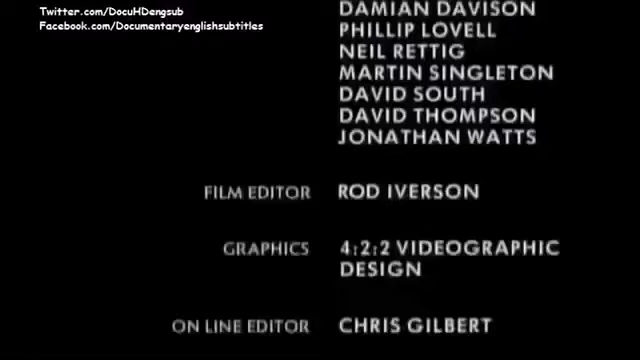 Twitter.com/DocuHDengsub
Facebook.com/Documentaryenglishsubtitles
DAMIAN DAVISON
PHILLIP LOVELL
NEIL RETTIG
MARTIN SINGLETON
DAVID SOUTH
DAVID THOMPSON
JONATHAN WATTS
FILM EDITOR ROD IVERSON
GRAPHICS 4:2:2 VIDEOGRAPHIC
DESIGN
ON LINE EDITOR CHRIS GILBERT